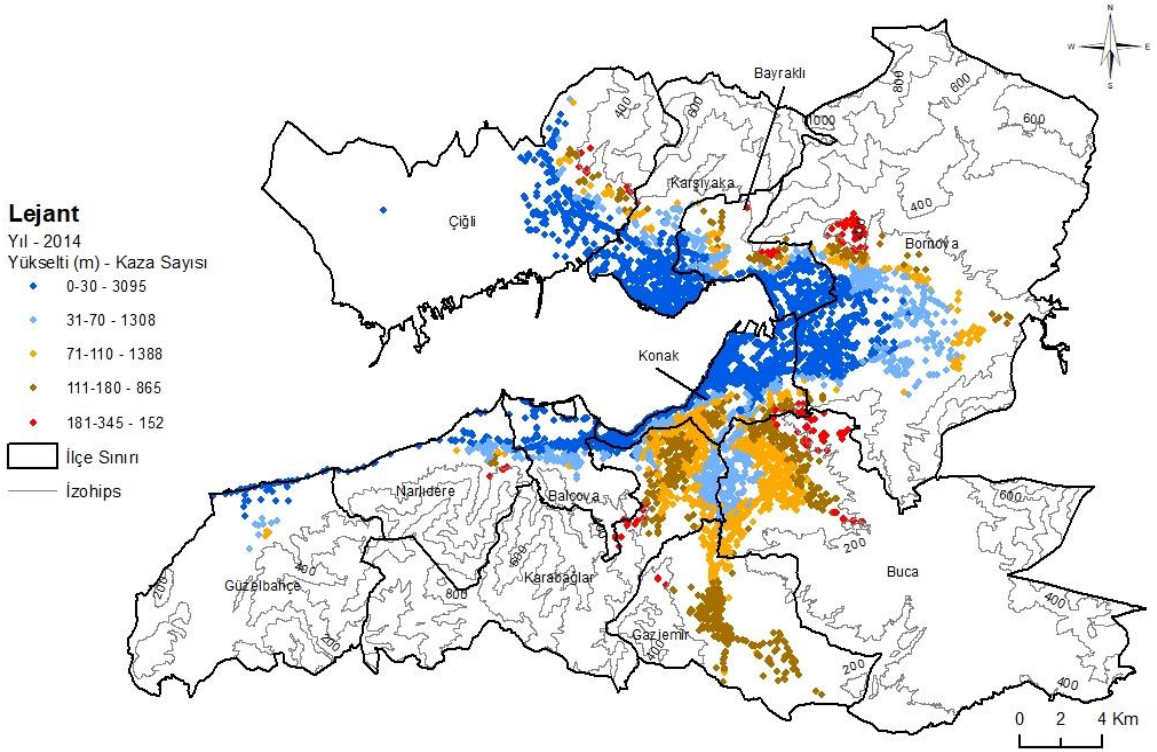 Lejant
Yıl - 2014
Yükselti (m) - Kaza Sayısı
0-30 - 3095
31-70 - 1308
71-110 - 1388
111-180 - 865
181-345 - 152
İlçe Sınırı
İzohips
N
W E
S
Bayraklı
800
600
400
600
1000
600
Karşıyaka
400
Çiğli
Bornova
Konak
Narlıdere
Balçova
600
200
200
400
Güzelbahçe
600
Karabağlar
Buca
800
400
200
Gaziemir
400
200
400
0 2 4 Km